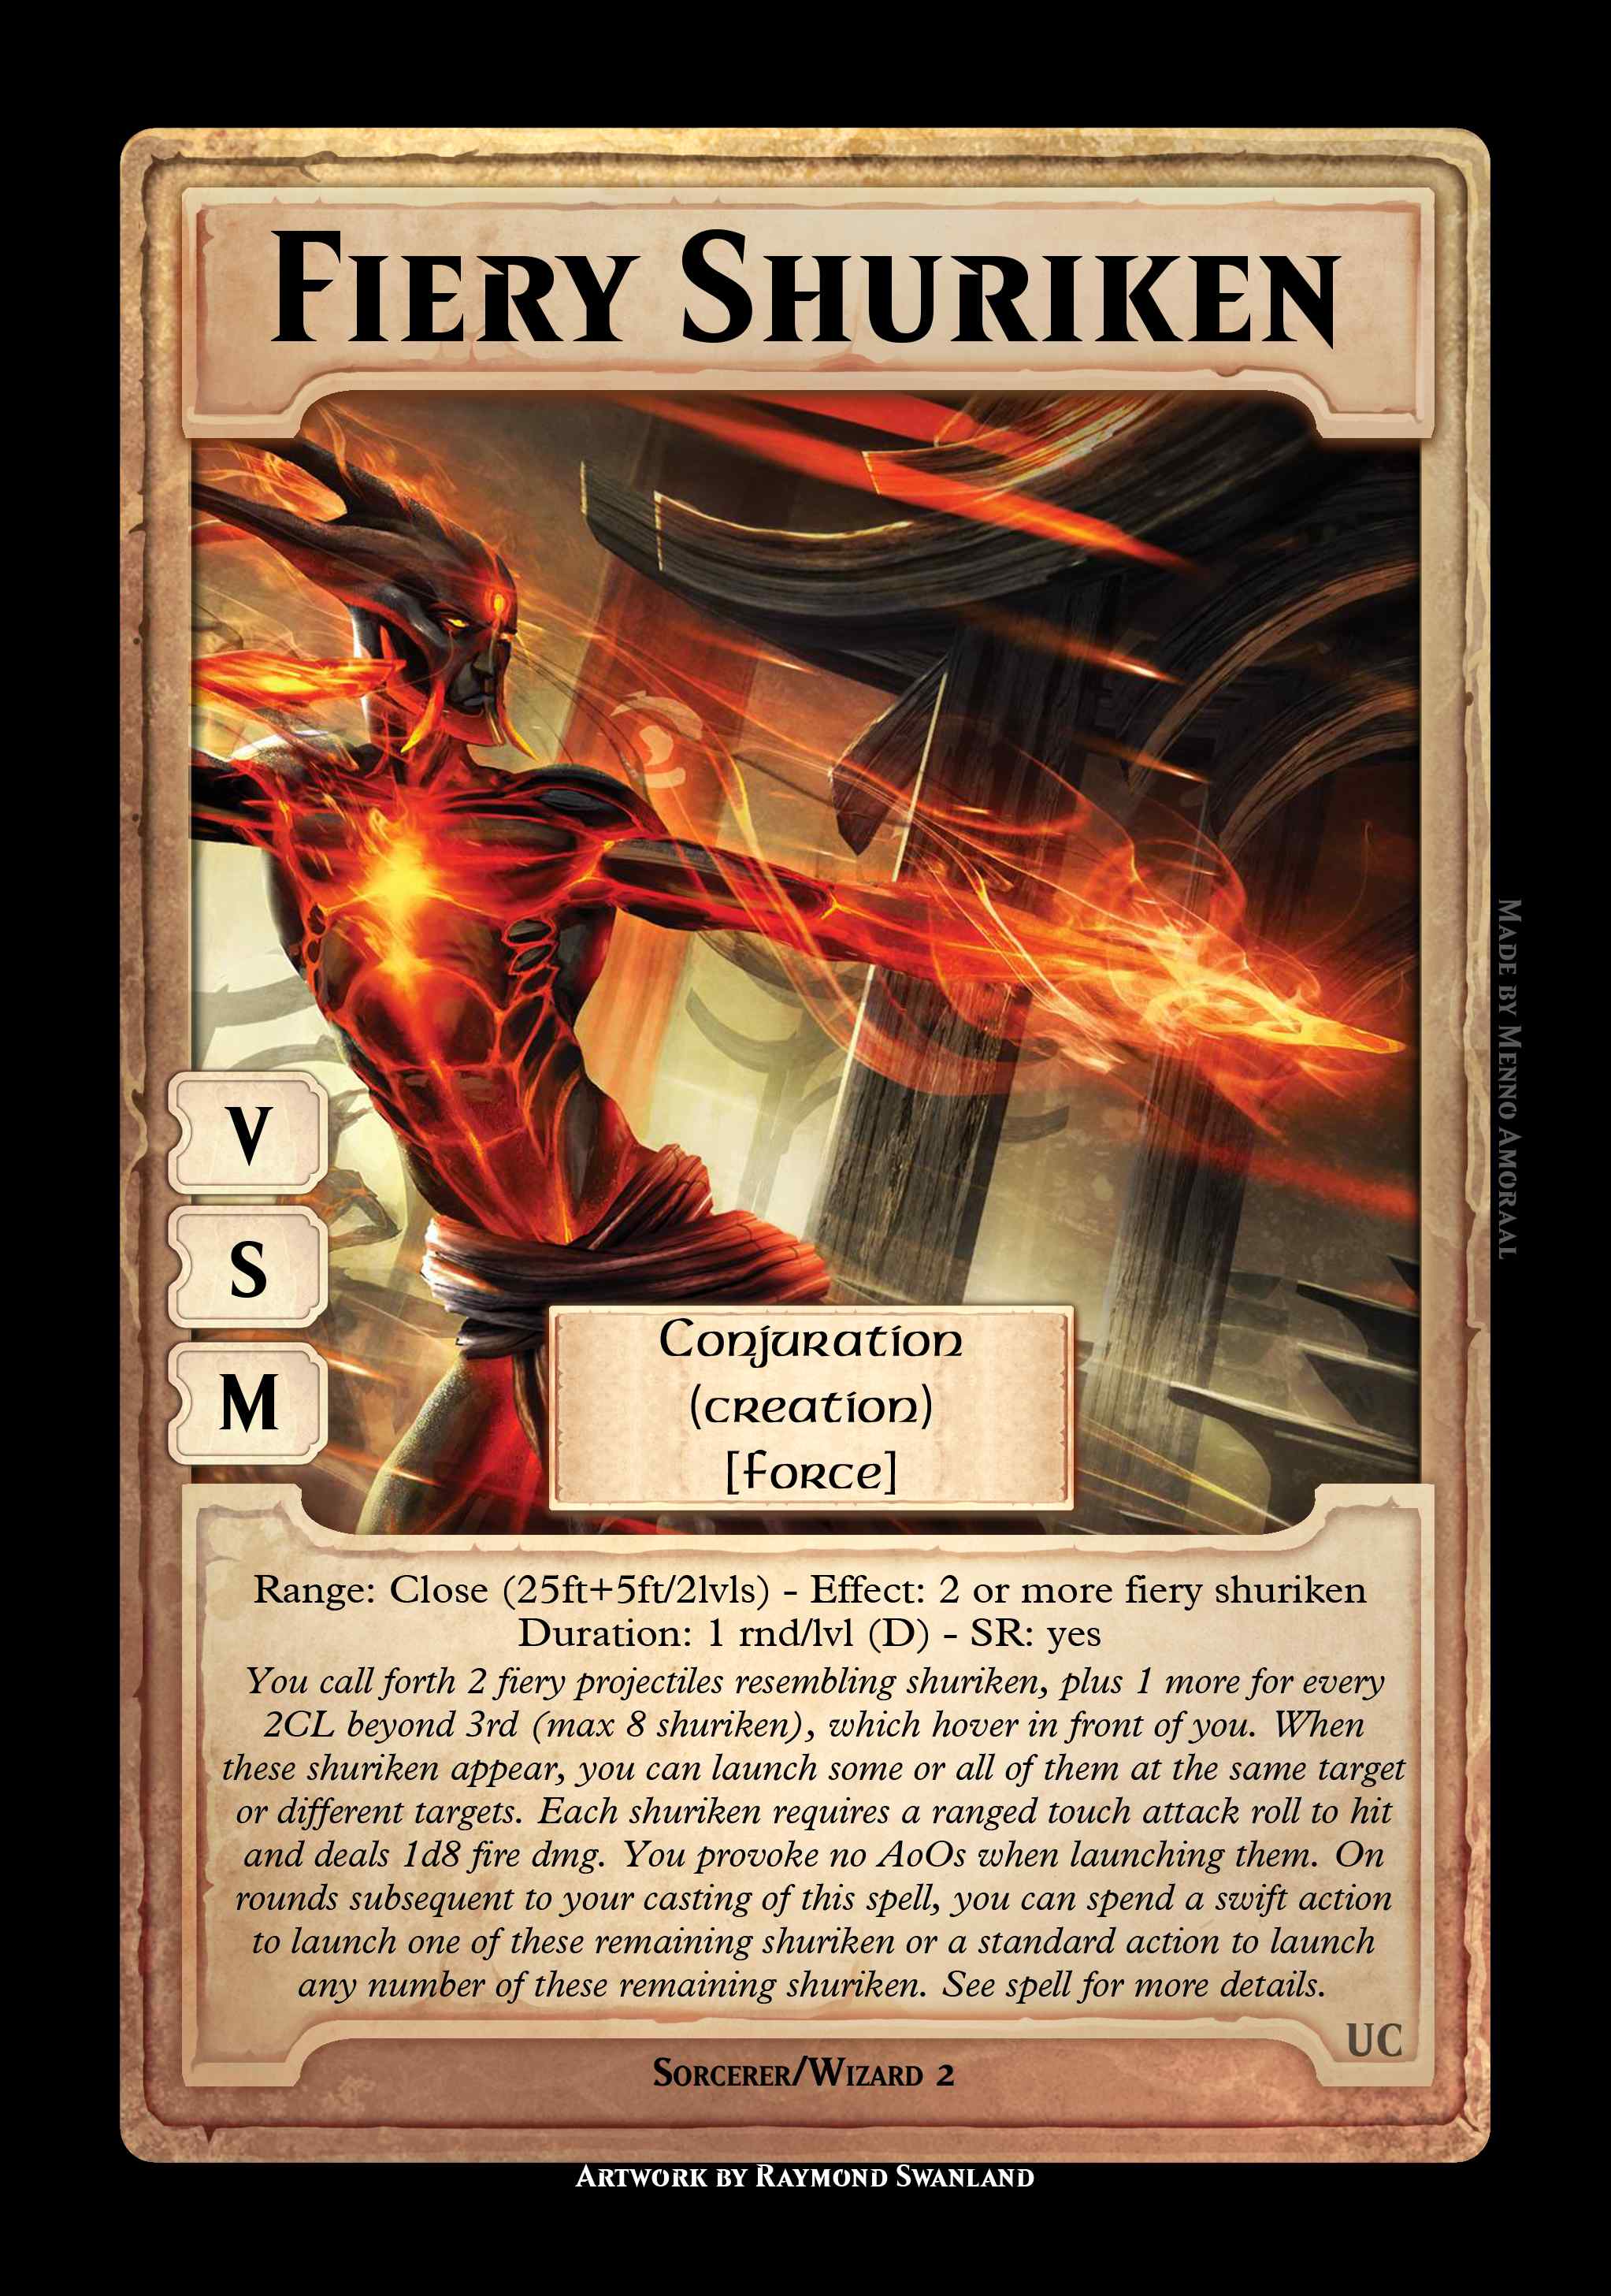 Fiery Shuriken
V
S
M
Conjuration
(creation)
[force]
Range: Close (25ft+5ft/2lvls) - Effect: 2 or more fiery shuriken
Duration: 1 rnd/lvl (D) - SR: yes
You call forth 2 fiery projectiles resembling shuriken, plus 1 more for every
2CL beyond 3rd (max 8 shuriken), which hover in front of you. When
these shuriken appear, you can launch some or all of them at the same target
or different targets. Each shuriken requires a ranged touch attack roll to hit
and deals 1d8 fire dmg. You provoke no AoOs when launching them. On
rounds subsequent to your casting of this spell, you can spend a swift action
to launch one of these remaining shuriken or a standard action to launch
any number of these remaining shuriken. See spell for more details.
UC
Sorcerer/Wizard 2
Artwork by Raymond Swanland
Made by Menno Amoraal